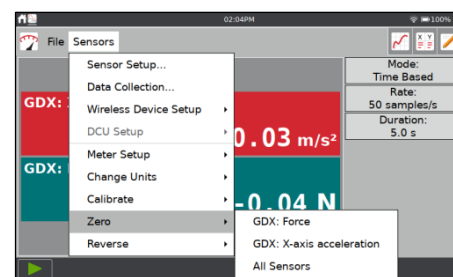 02:04PM
100%
File Sensors
X Y
Mode:
Time Based
Rate:
50 samples/s
Duration:
5.0 s
Sensor Setup...
Data Collection...
Wireless Device Setup
DCU Setup
Meter Setup
Change Units
Calibrate
Zero
Reverse
GDX:
0.03 m/s²
GDX:
-0.04 N
GDX: Force
GDX: X-axis acceleration
All Sensors